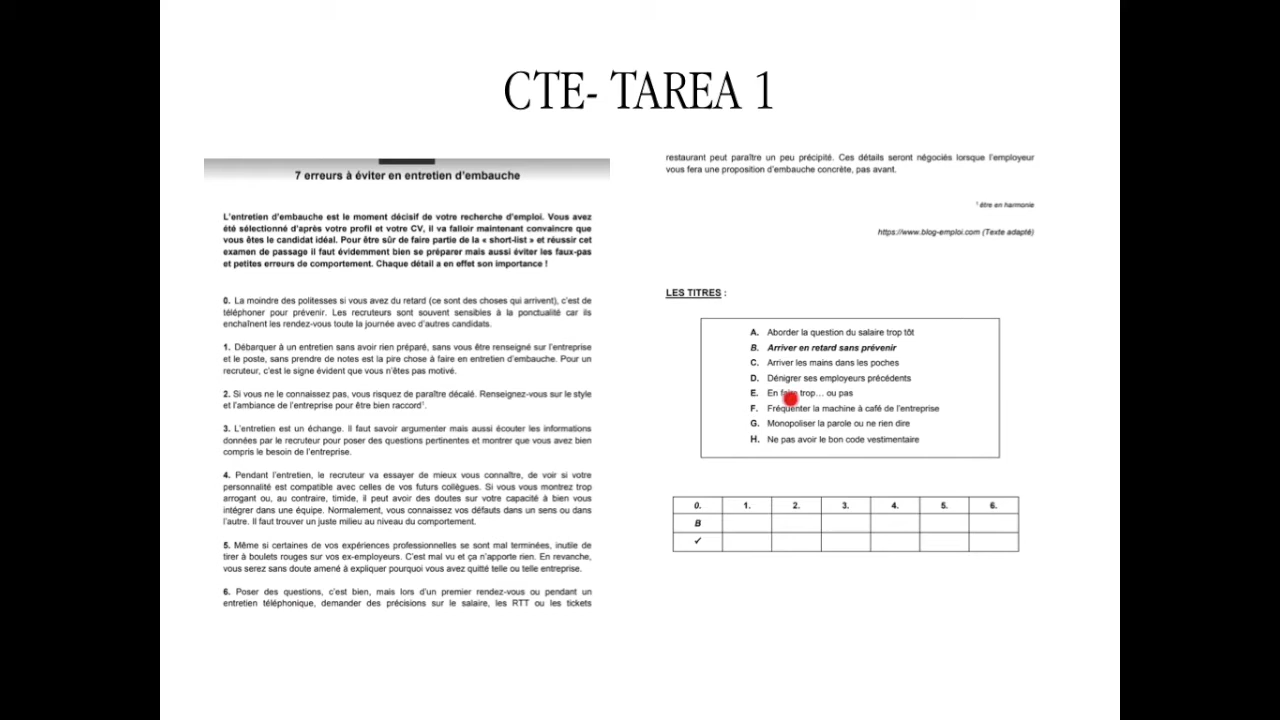 CTE- TAREA 1
7 erreurs à éviter en entretien d'embauche
L'entretien d'embauche est le moment décisif de votre recherche d'emploi. Vous avez
été sélectionné d'après votre profil et votre CV, il va falloir maintenant convaincre que
vous êtes le candidat idéal. Pour être sûr de faire partie de la « short-list » et réussir cet
examen de passage il faut évidemment bien se préparer mais aussi éviter les faux-pas
et petites erreurs de comportement. Chaque détail a en effet son importance !
0. La moindre des politesses si vous avez du retard (ce sont des choses qui arrivent), c'est de
téléphoner pour prévenir. Les recruteurs sont souvent sensibles à la ponctualité car ils
enchaînent les rendez-vous toute la journée avec d'autres candidats.
1. Débarquer à un entretien sans avoir rien préparé, sans vous être renseigné sur l'entreprise
et le poste, sans prendre de notes est la pire chose à faire en entretien d'embauche. Pour un
recruteur, c'est le signe évident que vous n'êtes pas motivé.
2. Si vous ne le connaissez pas, vous risquez de paraître décalé. Renseignez-vous sur le style
et l'ambiance de l'entreprise pour être bien raccord¹.
3. L'entretien est un échange. Il faut savoir argumenter mais aussi écouter les informations
données par le recruteur pour poser des questions pertinentes et montrer que vous avez bien
compris le besoin de l'entreprise.
4. Pendant l'entretien, le recruteur va essayer de mieux vous connaître, de voir si votre
personnalité est compatible avec celles de vos futurs collègues. Si vous vous montrez trop
arrogant ou, au contraire, timide, il peut avoir des doutes sur votre capacité à bien vous
intégrer dans une équipe. Normalement, vous connaissez vos défauts dans un sens ou dans
l'autre. Il faut trouver un juste milieu au niveau du comportement.
5. Même si certaines de vos expériences professionnelles se sont mal terminées, inutile de
tirer à boulets rouges sur vos ex-employeurs. C'est mal vu et ça n'apporte rien. En revanche,
vous serez sans doute amené à expliquer pourquoi vous avez quitté telle ou telle entreprise.
6. Poser des questions, c'est bien, mais lors d'un premier rendez-vous ou pendant un
entretien téléphonique, demander des précisions sur le salaire, les RTT ou les tickets
restaurant peut paraître un peu précipité. Ces détails seront négociés lorsque l'employeur
vous fera une proposition d'embauche concrète, pas avant.
¹ être en harmonie
https://www.blog-emploi.com (Texte adapté)
LES TITRES :
A. Aborder la question du salaire trop tôt
B. Arriver en retard sans prévenir
C. Arriver les mains dans les poches
D. Dénigrer ses employeurs précédents
E. En faire trop… ou pas
F. Fréquenter la machine à café de l'entreprise
G. Monopoliser la parole ou ne rien dire
H. Ne pas avoir le bon code vestimentaire
0. 1. 2. 3. 4. 5. 6.
B
✓